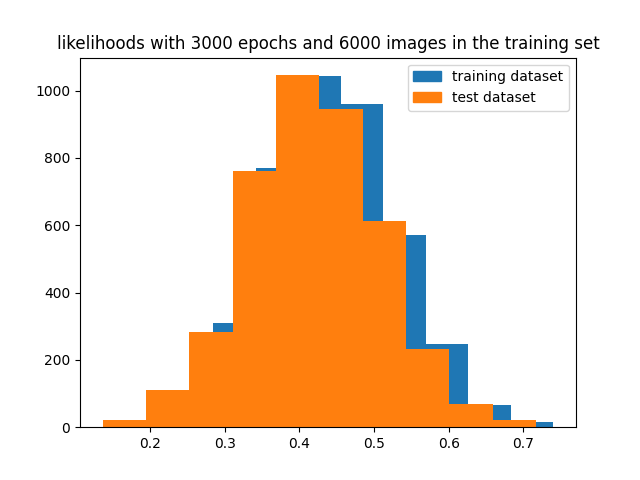 likelihoods with 3000 epochs and 6000 images in the training set
training dataset
test dataset
1000
800
600
400
200
0
0.2 0.3 0.4 0.5 0.6 0.7